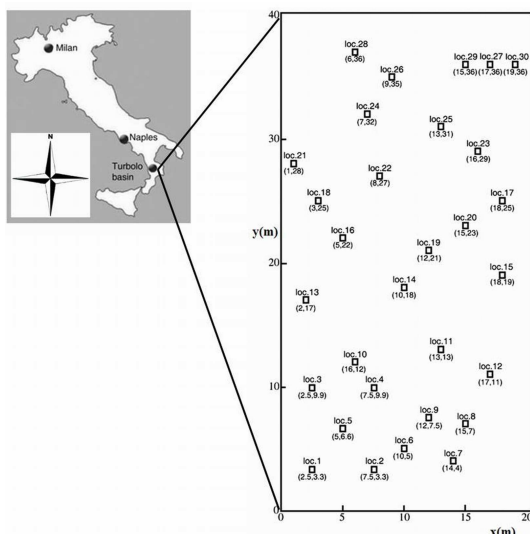 Milan
Naples
Turbolo
basin
N
40
30
20
10
0
y(m)
0 5 10 15 20
x(m)
loc.28
(6,36)
loc.29 loc.27 loc.30
(15,36) (17,36) (19,36)
loc.26
(9,35)
loc.24
(7,32)
loc.25
(13,31)
loc.23
(16,29)
loc.21
(1,28)
loc.22
(8,27)
loc.18
(3,25)
loc.17
(18,25)
loc.20
(15,23)
loc.16
(5,22)
loc.19
(12,21)
loc.15
(18,19)
loc.14
(10,18)
loc.13
(2,17)
loc.11
(13,13)
loc.10
(16,12)
loc.12
(17,11)
loc.3
(2.5,9.9)
loc.4
(7.5,9.9)
loc.9
(12,7.5)
loc.8
(15,7)
loc.5
(5,6.6)
loc.6
(10,5)
loc.7
(14,4)
loc.1
(2.5,3.3)
loc.2
(7.5,3.3)